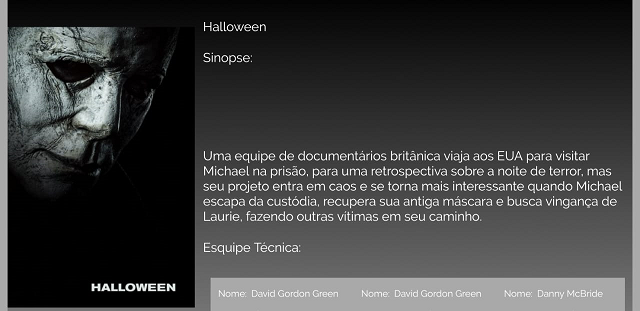 Halloween
Sinopse:
Uma equipe de documentários britânica viaja aos EUA para visitar
Michael na prisão, para uma retrospectiva sobre a noite de terror, mas
seu projeto entra em caos e se torna mais interessante quando Michael
escapa da custódia, recupera sua antiga máscara e busca vingança de
Laurie, fazendo outras vítimas em seu caminho.
Esquipe Técnica:
HALLOWEEN
Nome: David Gordon Green Nome: David Gordon Green Nome: Danny McBride